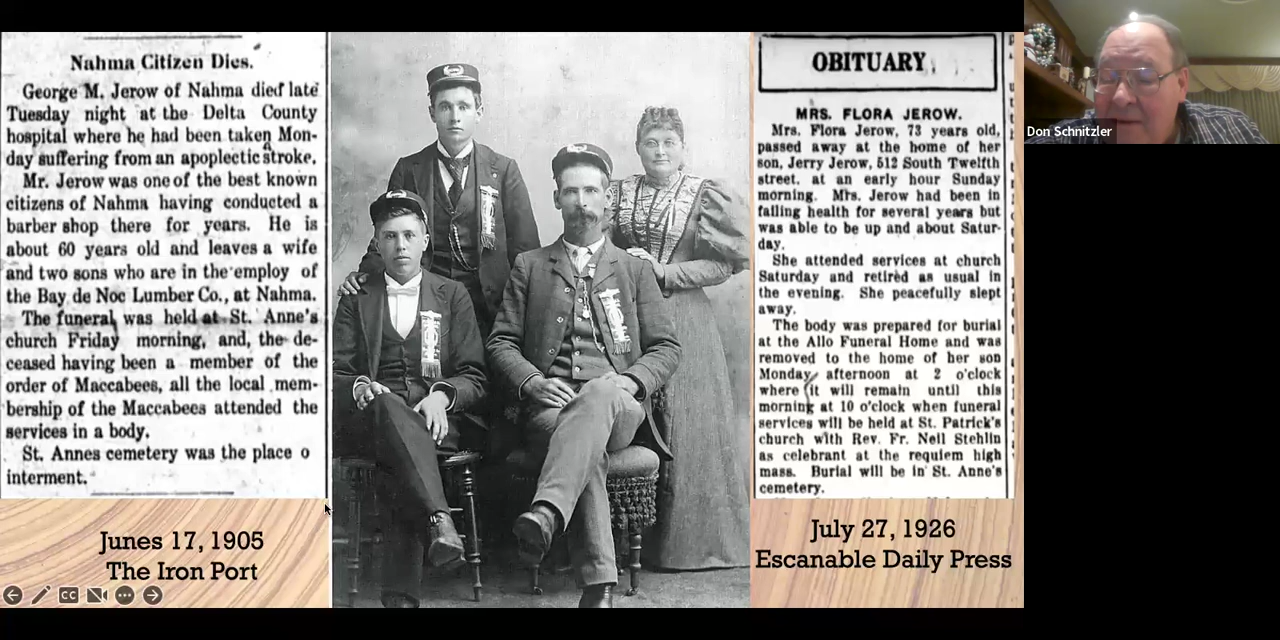 Nahma Citizen Dies.
George M. Jerow of Nahma died late
Tuesday night at the Delta County
hospital where he had been taken Mon-
day suffering from an apoplectic stroke.
Mr. Jerow was one of the best known
citizens of Nahma having conducted a
barber shop there for years. He is
about 60 years old and leaves a wife
and two sons who are in the employ of
the Bay de Noc Lumber Co., at Nahma.
The funeral was held at St. Anne's
church Friday morning, and, the de-
ceased having been a member of the
order of Maccabees, all the local mem-
bership of the Maccabees attended the
services in a body.
St. Annes cemetery was the place o
interment.
Junes 17, 1905
The Iron Port
OBITUARY
MRS. FLORA JEROW.
Mrs. Flora Jerow, 73 years old,
passed away at the home of her
son, Jerry Jerow, 512 South Twelfth
street, at an early hour Sunday
morning. Mrs. Jerow had been in
failing health for several years but
was able to be up and about Satur-
day.
She attended services at church
Saturday and retired as usual in
the evening. She peacefully slept
away.
The body was prepared for burial
at the Allo Funeral Home and was
removed to the home of her son
Monday afternoon at 2 o'clock
where it will remain until this
morning at 10 o'clock when funeral
services will be held at St. Patrick's
church with Rev. Fr. Neil Stehlin
as celebrant at the requiem high
mass. Burial will be in St. Anne's
cemetery.
July 27, 1926
Escanable Daily Press
Don Schnitzler
CC